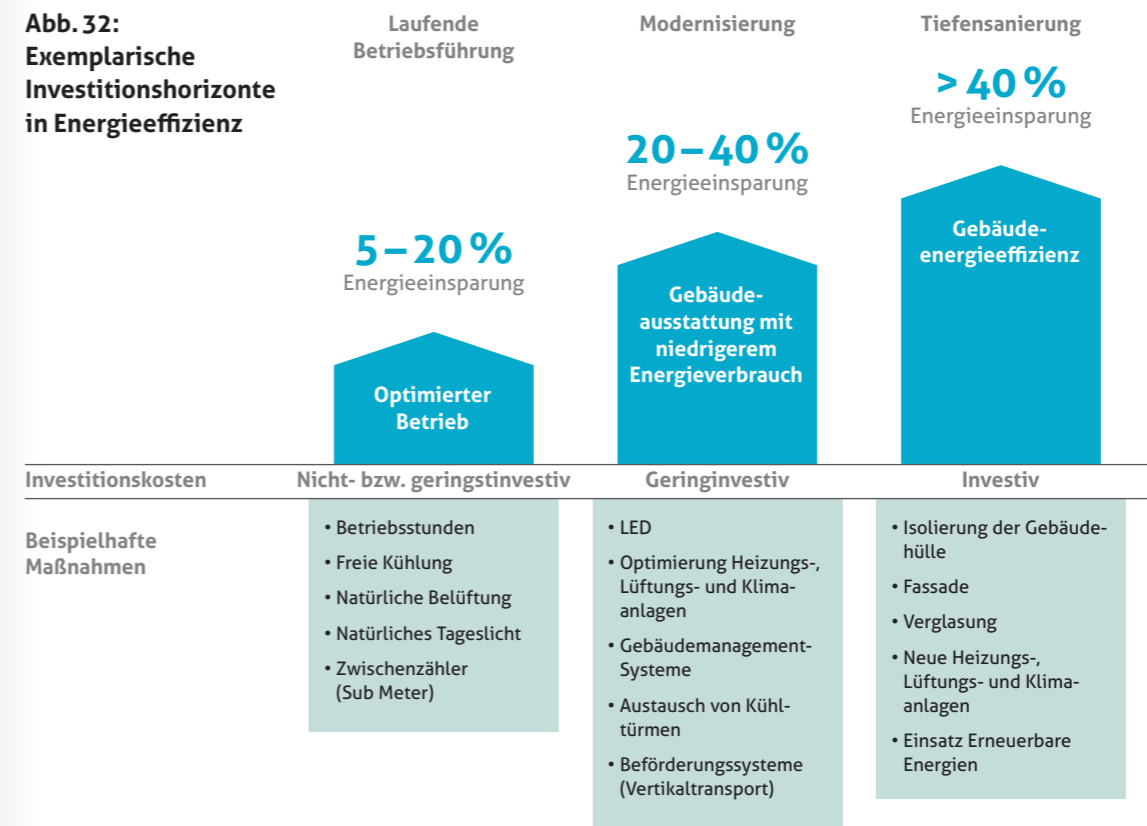 Abb. 32:
Exemplarische
Investitionshorizonte
in Energieeffizienz
Laufende
Betriebsführung
5–20 %
Energieeinsparung
Optimierter
Betrieb
Modernisierung
20–40 %
Energieeinsparung
Gebäude-
ausstattung mit
niedrigerem
Energieverbrauch
Tiefensanierung
> 40 %
Energieeinsparung
Gebäude-
energieeffizienz
Investitionskosten
Nicht- bzw. geringstinvestiv
Geringinvestiv
Investiv
Beispielhafte
Maßnahmen
• Betriebsstunden
• Freie Kühlung
• Natürliche Belüftung
• Natürliches Tageslicht
• Zwischenzähler
(Sub Meter)
• LED
• Optimierung Heizungs-,
Lüftungs- und Klima-
anlagen
• Gebäudemanagement-
Systeme
• Austausch von Kühl-
türmen
• Beförderungssysteme
(Vertikaltransport)
• Isolierung der Gebäude-
hülle
• Fassade
• Verglasung
• Neue Heizungs-,
Lüftungs- und Klima-
anlagen
• Einsatz Erneuerbare
Energien